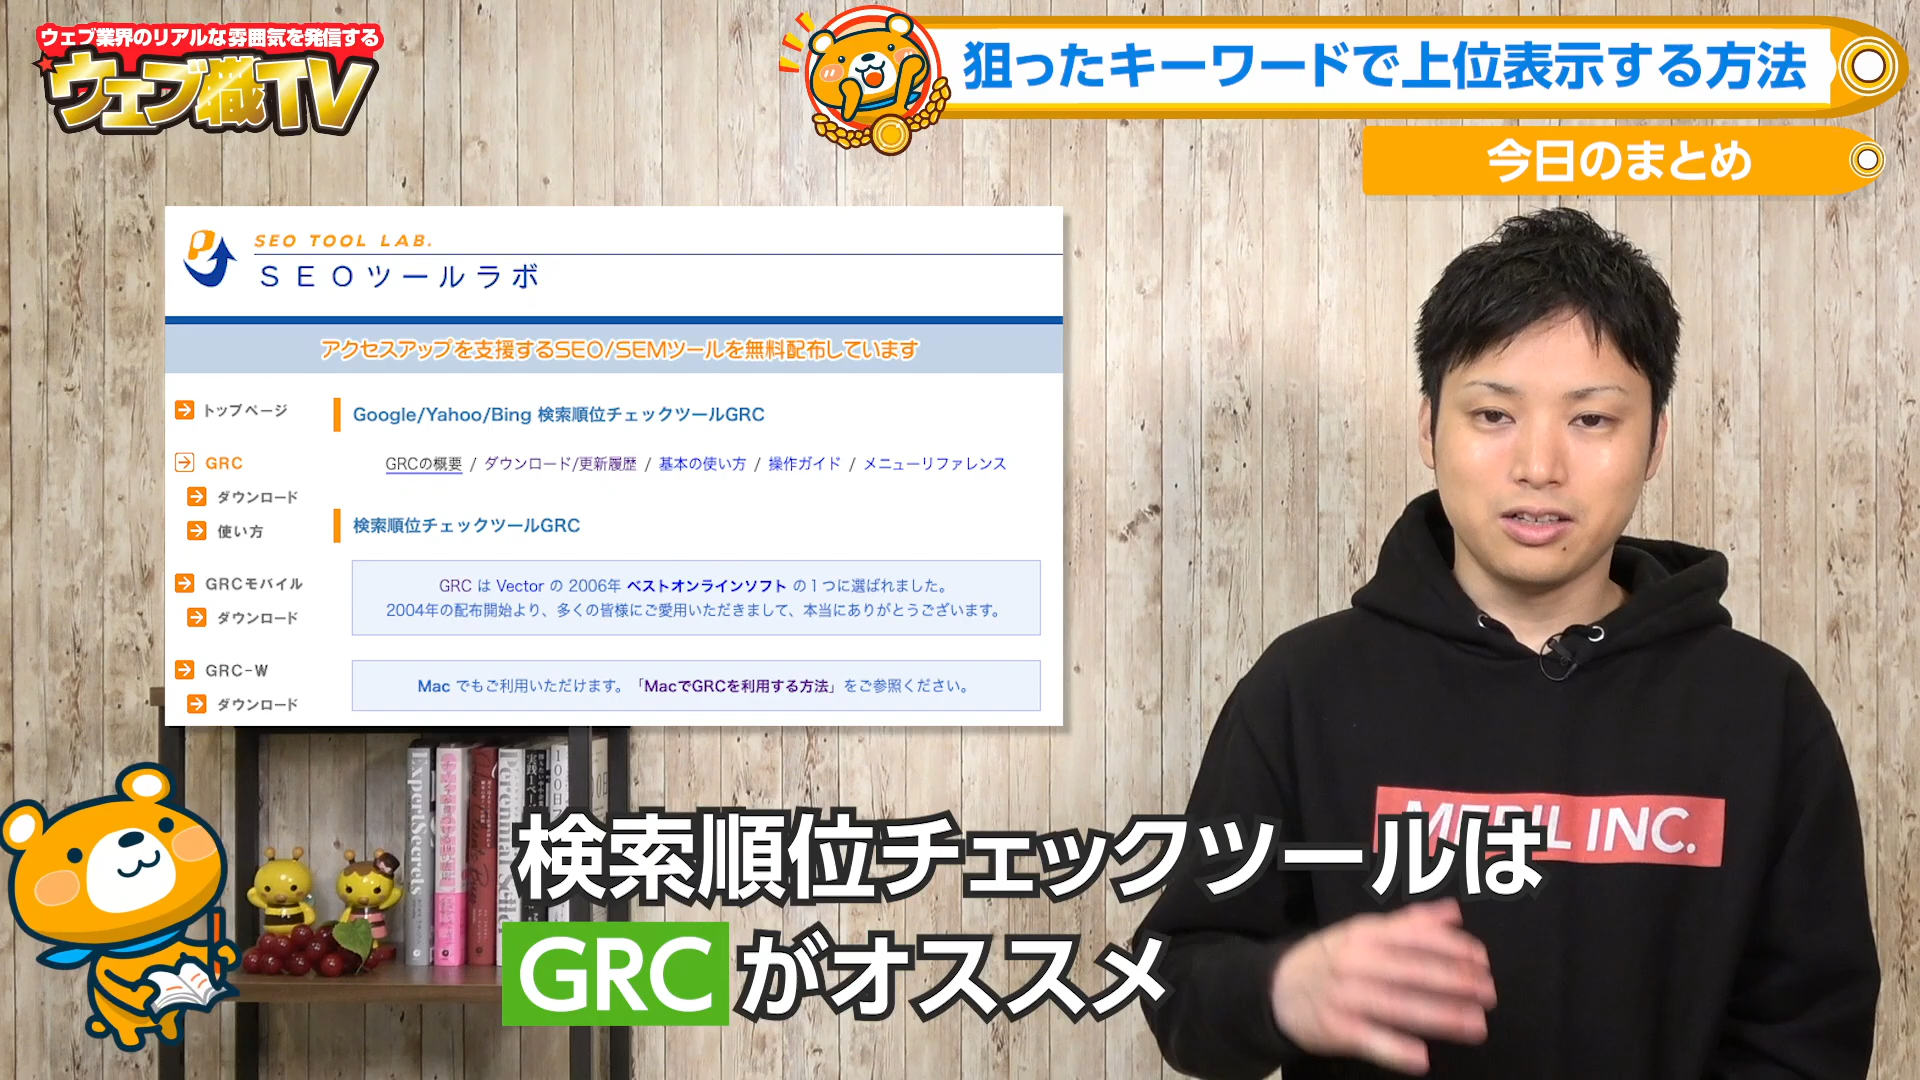 ウェブ業界のリアルな雰囲気を発信する
ウェブ職TV
狙ったキーワードで上位表示する方法
今日のまとめ
SEO TOOL LAB.
SEOツールラボ
アクセスアップを支援するSEO/SEMツールを無料配布しています
トップページ
GRC
ダウンロード
使い方
GRCモバイル
ダウンロード
GRC-W
ダウンロード
Google/Yahoo/Bing 検索順位チェックツールGRC
GRCの概要 / ダウンロード/更新履歴 / 基本の使い方 / 操作ガイド / メニューリファレンス
検索順位チェックツールGRC
GRC は Vector の 2006年 ベストオンラインソフト の1つに選ばれました。
2004年の配布開始より、多くの皆様にご愛用いただきまして、本当にありがとうございます。
Mac でもご利用いただけます。「MacでGRCを利用する方法」をご参照ください。
Expert Secrets
INC.
検索順位チェックツールは
GRCがオススメ